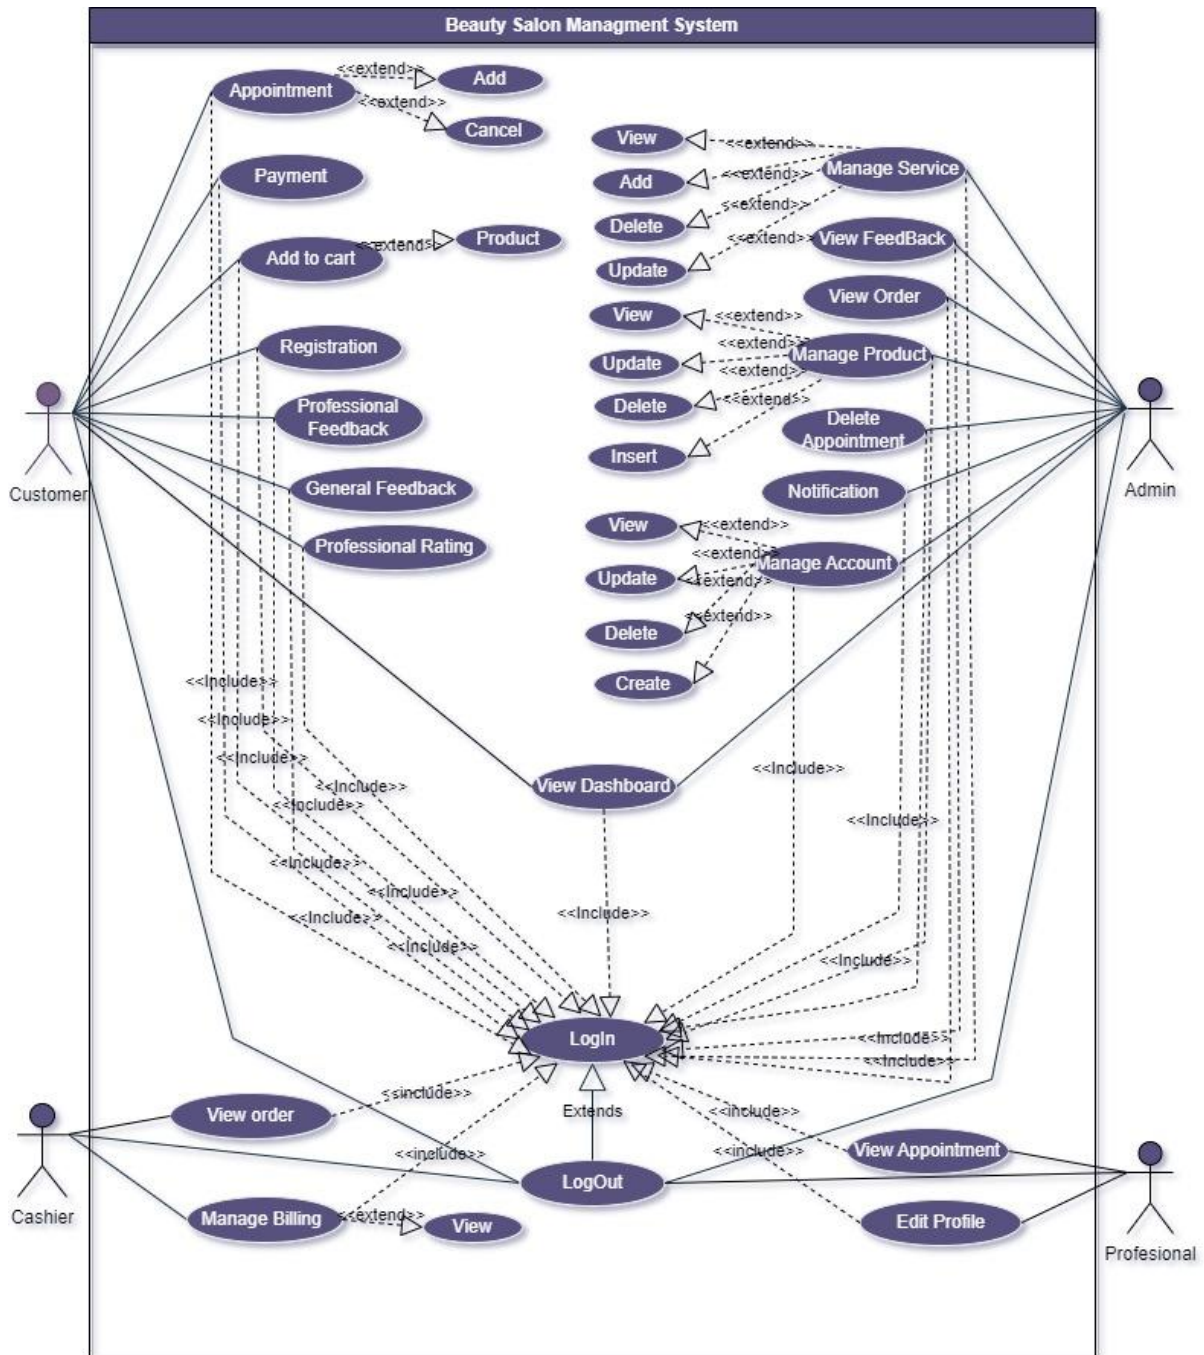 Beauty Salon Managment System
Appointment
<<extend>>
Add
<<extend>>
Cancel
View
<<extend>>
Manage Service
Payment
Add
<<extend>>
Delete
<<extend>>
Add to cart
<<extend>>
Product
Update
<<extend>>
View FeedBack
View Order
View
<<extend>>
Registration
Update
<<extend>>
Manage Product
Delete
<<extend>>
<<extend>>
Professional
Feedback
Delete
Appointment
Insert
Customer
Admin
General Feedback
Notification
View
<<extend>>
Professional Rating
<<extend>>
Manage Account
Update
<<extend>>
<<extend>>
Delete
Create
<<Include>>
<<Include>>
<<Include>>
<<Include>>
<<Include>>
View Dashboard
<<Include>>
<<Include>>
<<Include>>
<<Include>>
<<Include>>
<<Include>>
<<Include>>
<<Include>>
<<Include>>
LogIn
<<Include>>
<<Include>>
View order
<<include>>
Extends
<<include>>
<<include>>
<<include>>
View Appointment
LogOut
Cashier
Manage Billing
<<extend>>
View
Edit Profile
Profesional